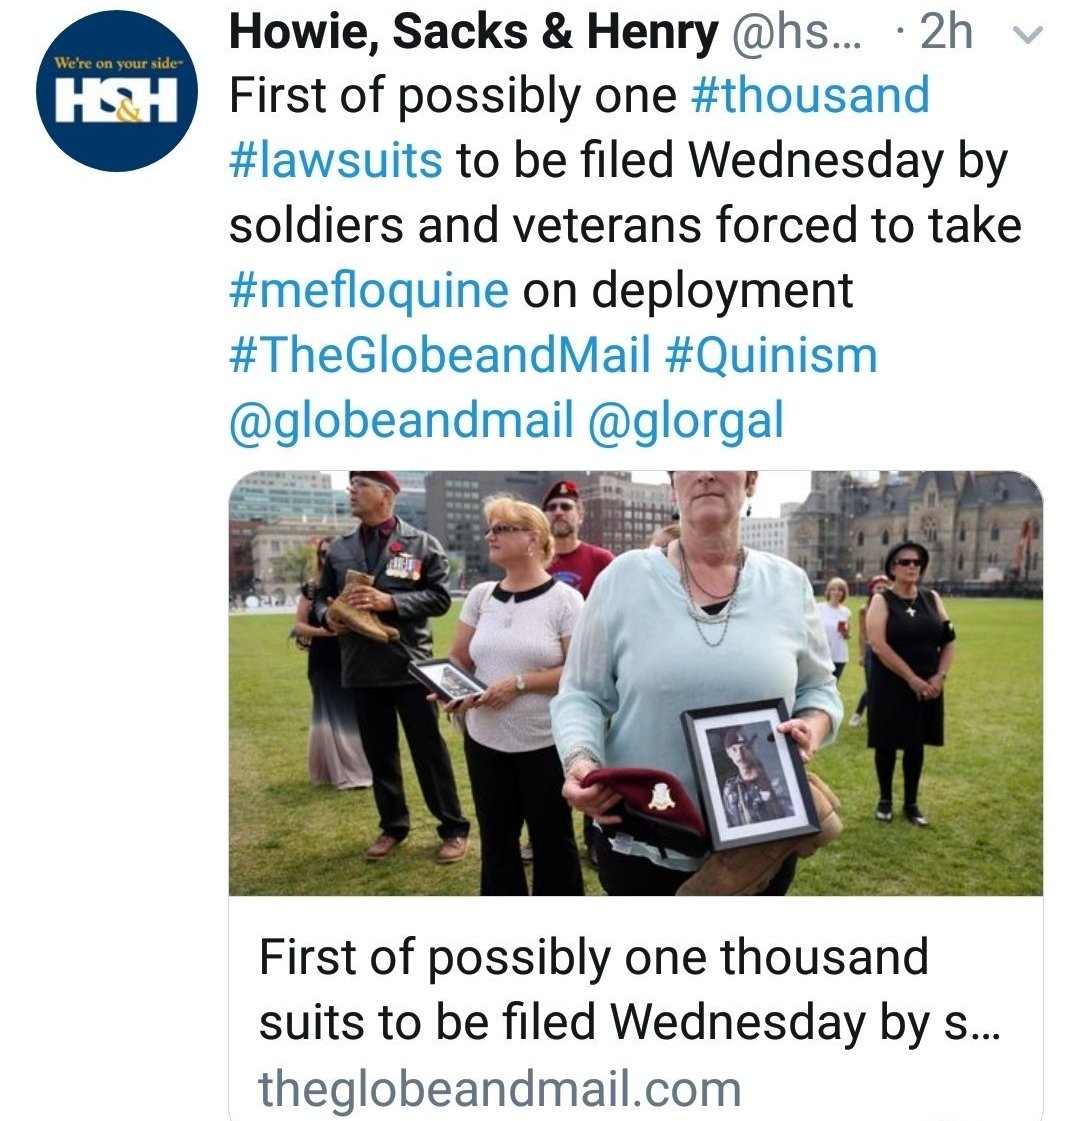 We're on your side
H&H
Howie, Sacks & Henry @hs... · 2h
First of possibly one #thousand
#lawsuits to be filed Wednesday by
soldiers and veterans forced to take
#mefloquine on deployment
#TheGlobeandMail #Quinism
@globeandmail @glorgal
First of possibly one thousand
suits to be filed Wednesday by s...
theglobeandmail.com